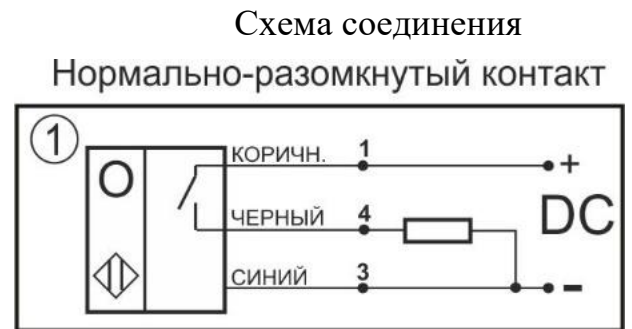 Схема соединения
Нормально-разомкнутый контакт
1
О
КОРИЧН. 1 +
ЧЕРНЫЙ 4 DC
СИНИЙ 3 -